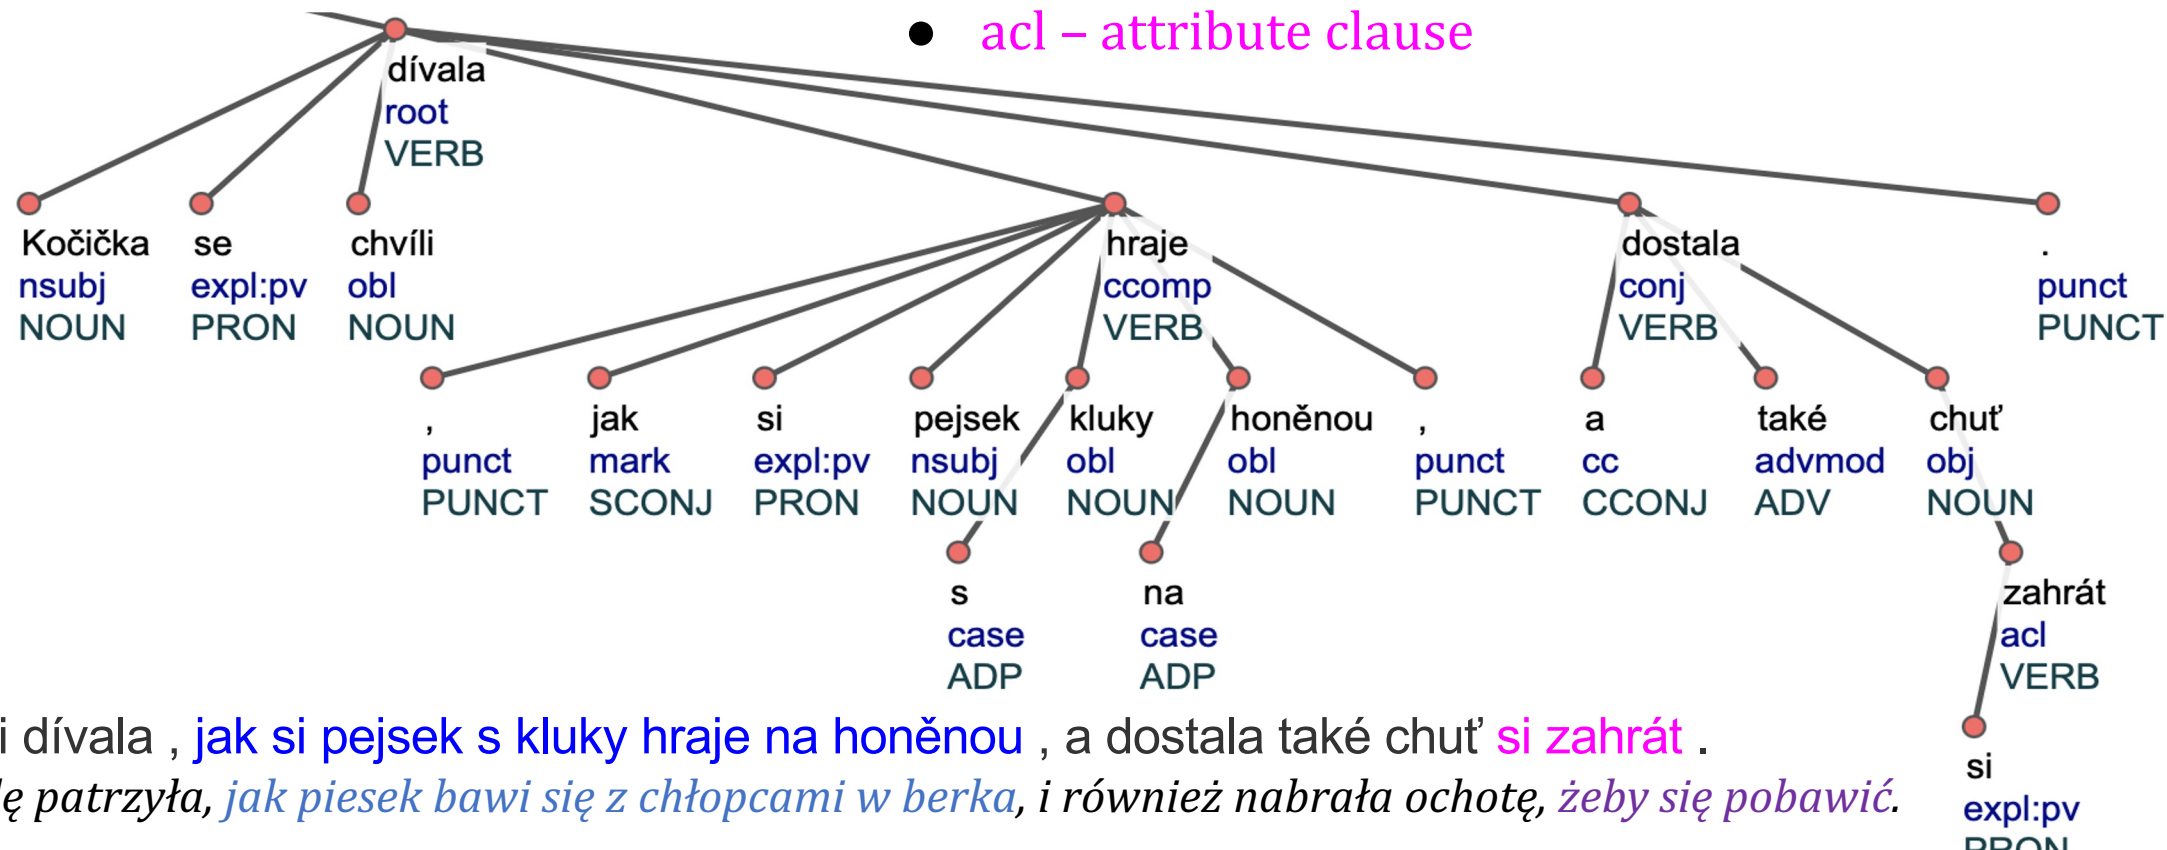 ● acl – attribute clause
dívala
root
VERB
Kočička se chvíli hraje dostala .
nsubj expl:pv obl ccomp conj punct
NOUN PRON NOUN VERB VERB PUNCT
, jak si pejsek kluky honěnou , a také chuť
punct mark expl:pv nsubj obl obl punct cc advmod obj
PUNCT SCONJ PRON NOUN NOUN NOUN PUNCT CCONJ ADV NOUN
s na zahrát
case case acl
ADP ADP VERB
i dívala , jak si pejsek s kluky hraje na honěnou , a dostala také chuť si zahrát .
si
ę patrzyła, jak piesek bawi się z chłopcami w berka, i również nabrała ochotę, żeby się pobawić.
expl:pv
PRON